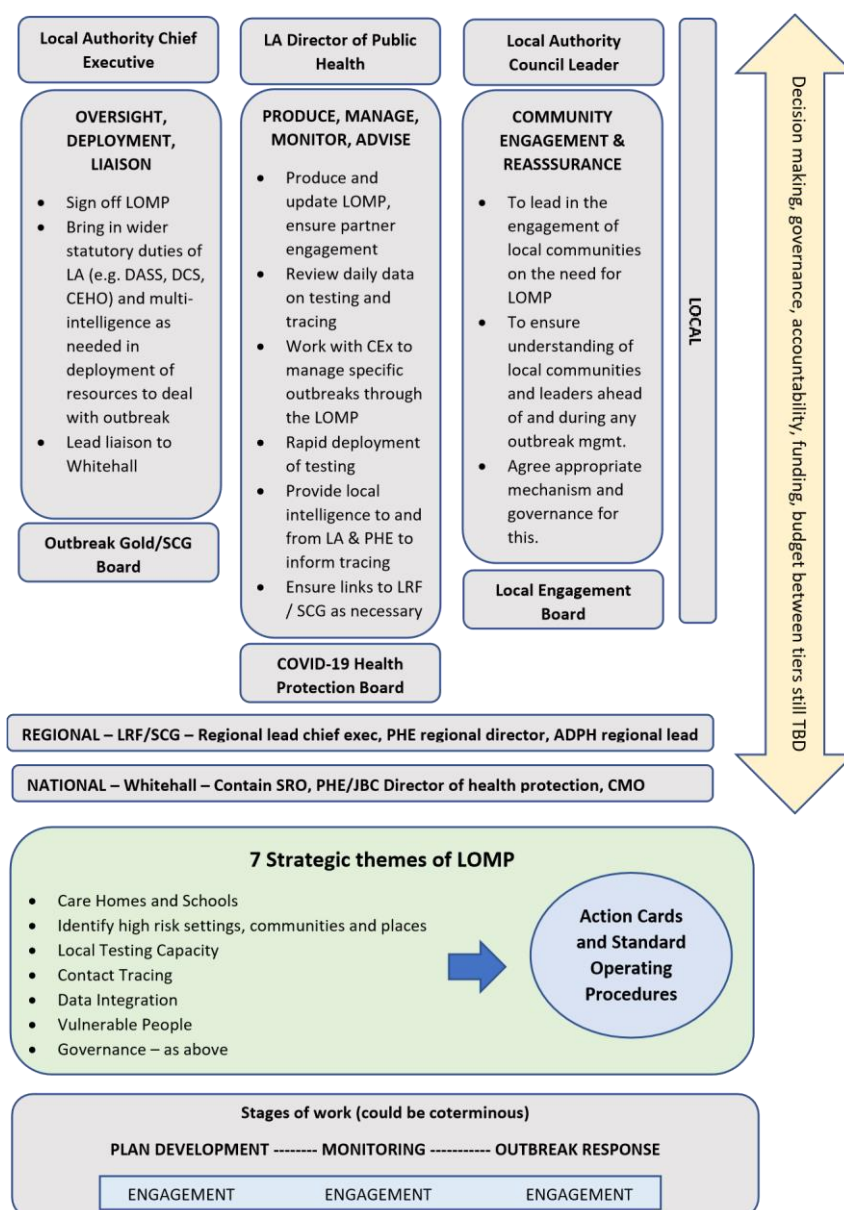 Local Authority Chief
Executive
OVERSIGHT,
DEPLOYMENT,
LIAISON
• Sign off LOMP
• Bring in wider
statutory duties of
LA (e.g. DASS, DCS,
CEHO) and multi-
intelligence as
needed in
deployment of
resources to deal
with outbreak
• Lead liaison to
Whitehall
Outbreak Gold/SCG
Board
LA Director of Public
Health
PRODUCE, MANAGE,
MONITOR, ADVISE
• Produce and
update LOMP,
ensure partner
engagement
• Review daily data
on testing and
tracing
• Work with CEx to
manage specific
outbreaks through
the LOMP
• Rapid deployment
of testing
• Provide local
intelligence to and
from LA & PHE to
inform tracing
• Ensure links to LRF
/ SCG as necessary
COVID-19 Health
Protection Board
Local Authority
Council Leader
COMMUNITY
ENGAGEMENT &
REASSSURANCE
• To lead in the
engagement of
local communities
on the need for
LOMP
• To ensure
understanding of
local communities
and leaders ahead
of and during any
outbreak mgmt.
• Agree appropriate
mechanism and
governance for
this.
Local Engagement
Board
LOCAL
Decision making, governance, accountability, funding, budget between tiers still TBD
REGIONAL – LRF/SCG – Regional lead chief exec, PHE regional director, ADPH regional lead
NATIONAL – Whitehall – Contain SRO, PHE/JBC Director of health protection, CMO
7 Strategic themes of LOMP
• Care Homes and Schools
• Identify high risk settings, communities and places
• Local Testing Capacity
• Contact Tracing
• Data Integration
• Vulnerable People
• Governance – as above
Action Cards
and Standard
Operating
Procedures
Stages of work (could be coterminous)
PLAN DEVELOPMENT -------- MONITORING ----------- OUTBREAK RESPONSE
ENGAGEMENT ENGAGEMENT ENGAGEMENT